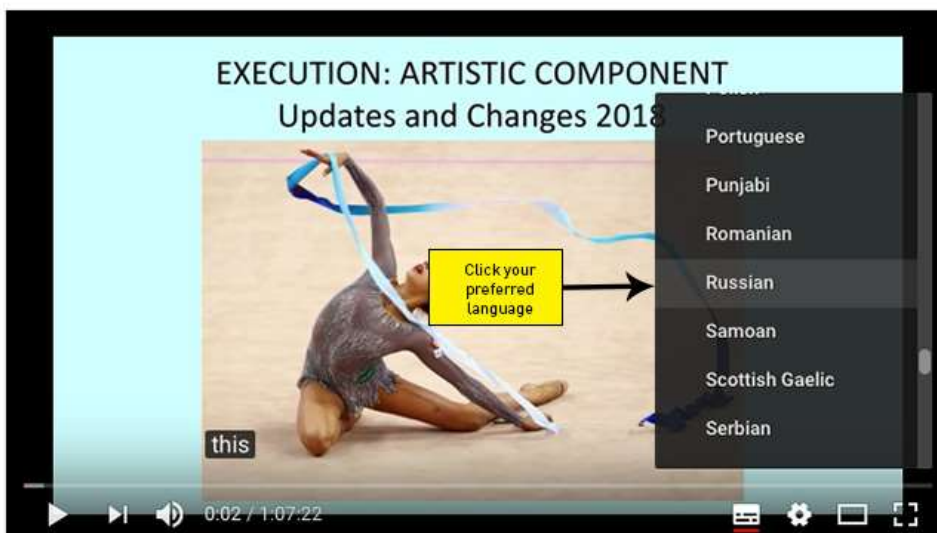 EXECUTION: ARTISTIC COMPONENT
Updates and Changes 2018
Portuguese
Punjabi
Romanian
Russian
Samoan
Scottish Gaelic
Serbian
Click your
preferred
language
this
0:02 / 1:07:22